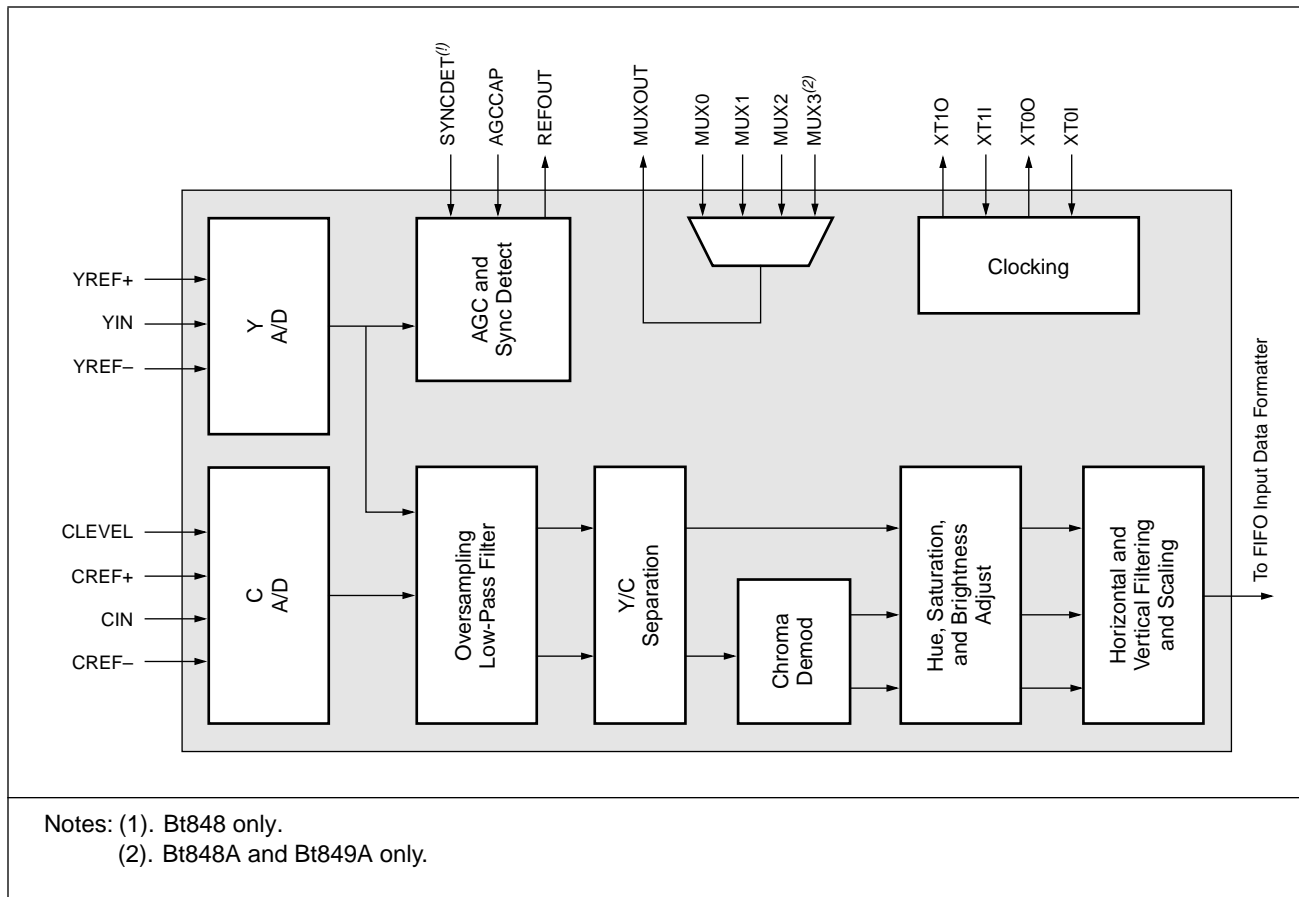 SYNCDET(!)
AGCCAP
REFOUT
MUXOUT
MUX0
MUX1
MUX2
MUX3(2)
XT1O
XT1I
XT0O
XT0I
YREF+
YIN
YREF–
Y
A/D
AGC and
Sync Detect
Clocking
CLEVEL
CREF+
CIN
CREF–
C
A/D
Oversampling
Low-Pass Filter
Y/C
Separation
Chroma
Demod
Hue, Saturation,
and Brightness
Adjust
Horizontal and
Vertical Filtering
and Scaling
To FIFO Input Data Formatter
Notes: (1). Bt848 only.
(2). Bt848A and Bt849A only.